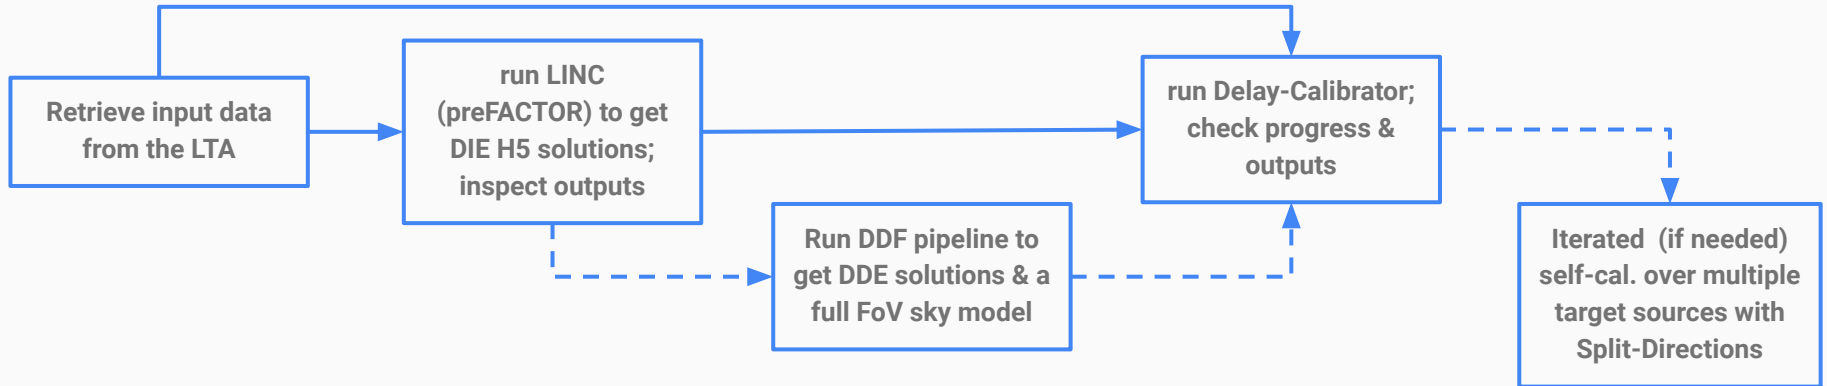 Retrieve input data
from the LTA
run LINC
(preFACTOR) to get
DIE H5 solutions;
inspect outputs
Run DDF pipeline to
get DDE solutions & a
full FoV sky model
run Delay-Calibrator;
check progress &
outputs
Iterated (if needed)
self-cal. over multiple
target sources with
Split-Directions